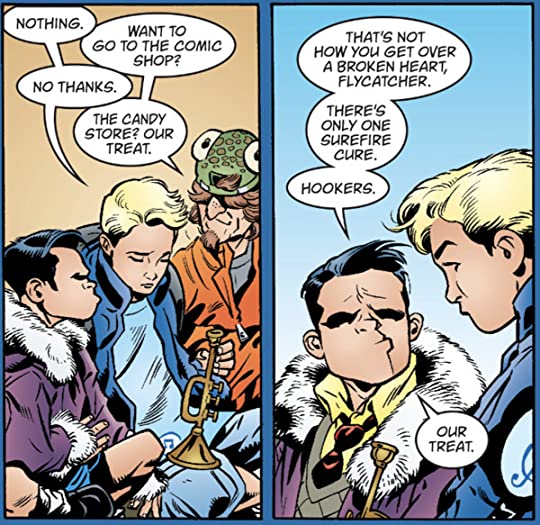 NOTHING.
WANT TO
GO TO THE COMIC
SHOP?
NO THANKS.
THE CANDY
STORE? OUR
TREAT.
THAT'S NOT
HOW YOU GET OVER
A BROKEN HEART,
FLYCATCHER.
THERE'S
ONLY ONE
SUREFIRE
CURE.
HOOKERS.
OUR
TREAT.